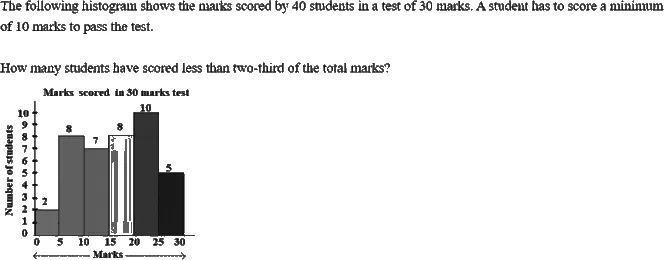 The following histogram shows the marks scored by 40 students in a test of 30 marks. A student has to score a minimum
of 10 marks to pass the test.
How many students have scored less than two-third of the total marks?
Marks scored in 30 marks test
Number of students
10
9
8
7
6
5
4
3
2
1
0
2
8
7
8
10
5
0 5 10 15 20 25 30
Marks